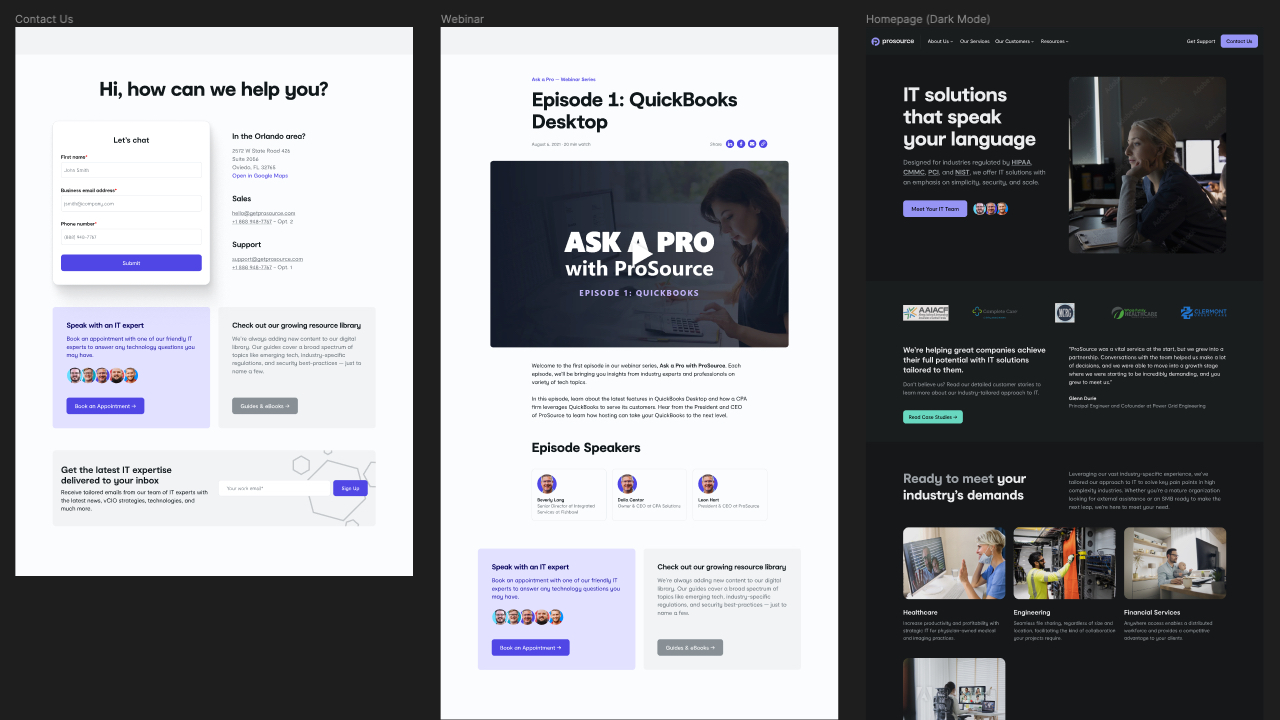 Contact Us
Hi, how can we help you?
Let's chat
First name*
John Smith
Business email address*
jsmith@company.com
Phone number*
(888) 948-7767
Submit
In the Orlando area?
2572 W State Road 426
Suite 2056
Oviedo, FL 32765
Open in Google Maps
Sales
hello@getprosource.com
+1 888 948-7767 - Opt. 2
Support
support@getprosource.com
+1 888 948-7767 - Opt. 1
Speak with an IT expert
Book an appointment with one of our friendly IT
experts to answer any technology questions you
may have.
Book an Appointment →
Check out our growing resource library
We're always adding new content to our digital
library. Our guides cover a broad spectrum of
topics like emerging tech, industry-specific
regulations, and security best-practices — just to
name a few.
Guides & eBooks →
Get the latest IT expertise
delivered to your inbox
Receive tailored emails from our team of IT experts with
the latest news, vCIO strategies, technologies, and
much more.
Your work email*
Sign Up
Webinar
Ask a Pro — Webinar Series
Episode 1: QuickBooks
Desktop
August 6, 2021 · 20 min watch
Share
ASK A PRO
with ProSource
EPISODE 1: QUICKBOOKS
Welcome to the first episode in our webinar series, Ask a Pro with ProSource. Each
episode, we'll be bringing you insights from industry experts and professionals on
variety of tech topics.
In this episode, learn about the latest features in QuickBooks Desktop and how a CPA
firm leverages QuickBooks to serve its customers. Hear from the President and CEO
of ProSource to learn how hosting can take your QuickBooks to the next level.
Episode Speakers
Beverly Lang
Senior Director of Integrated
Services at Fishbowl
Dalia Cantor
Owner & CEO at CPA Solutions
Leon Hart
President & CEO of ProSource
Speak with an IT expert
Book an appointment with one of our friendly IT
experts to answer any technology questions you
may have.
Book an Appointment →
Check out our growing resource library
We're always adding new content to our digital
library. Our guides cover a broad spectrum of
topics like emerging tech, industry-specific
regulations, and security best-practices — just to
name a few.
Guides & eBooks →
Homepage (Dark Mode)
prosource
About Us
Our Services
Our Customers
Resources
Get Support
Contact Us
IT solutions
that speak
your language
Designed for industries regulated by HIPAA,
CMMC, PCI, and NIST, we offer IT solutions with
an emphasis on simplicity, security, and scale.
Meet Your IT Team
AAIACF
Complete Care
MCRG
HEALTHCARE
CLERMONT
We're helping great companies achieve
their full potential with IT solutions
tailored to them.
Don't believe us? Read our detailed customer stories to
learn more about our industry-tailored approach to IT.
Read Case Studies →
"ProSource was a vital service at the start, but we grew into a
partnership. Conversations with the team helped us make a lot
of decisions, and we were able to move into a growth stage
where we were starting to be incredibly demanding, and you
grew to meet us."
Glenn Durie
Principal Engineer and Cofounder at Power Grid Engineering
Ready to meet your
industry's demands
Leveraging our vast industry-specific experience, we've
tailored our approach to IT to solve key pain points in high
complexity industries. Whether you're a mature organization
looking for external assistance or an SMB ready to make the
next leap, we're here to meet your need.
Healthcare
Increase productivity and profitability with
strategic IT for physician-owned medical
and imaging practices.
Engineering
Seamless file sharing, regardless of size and
location, facilitating the kind of collaboration
your projects require.
Financial Services
Anywhere access enables a distributed
workforce and provides a competitive
advantage to your clients.